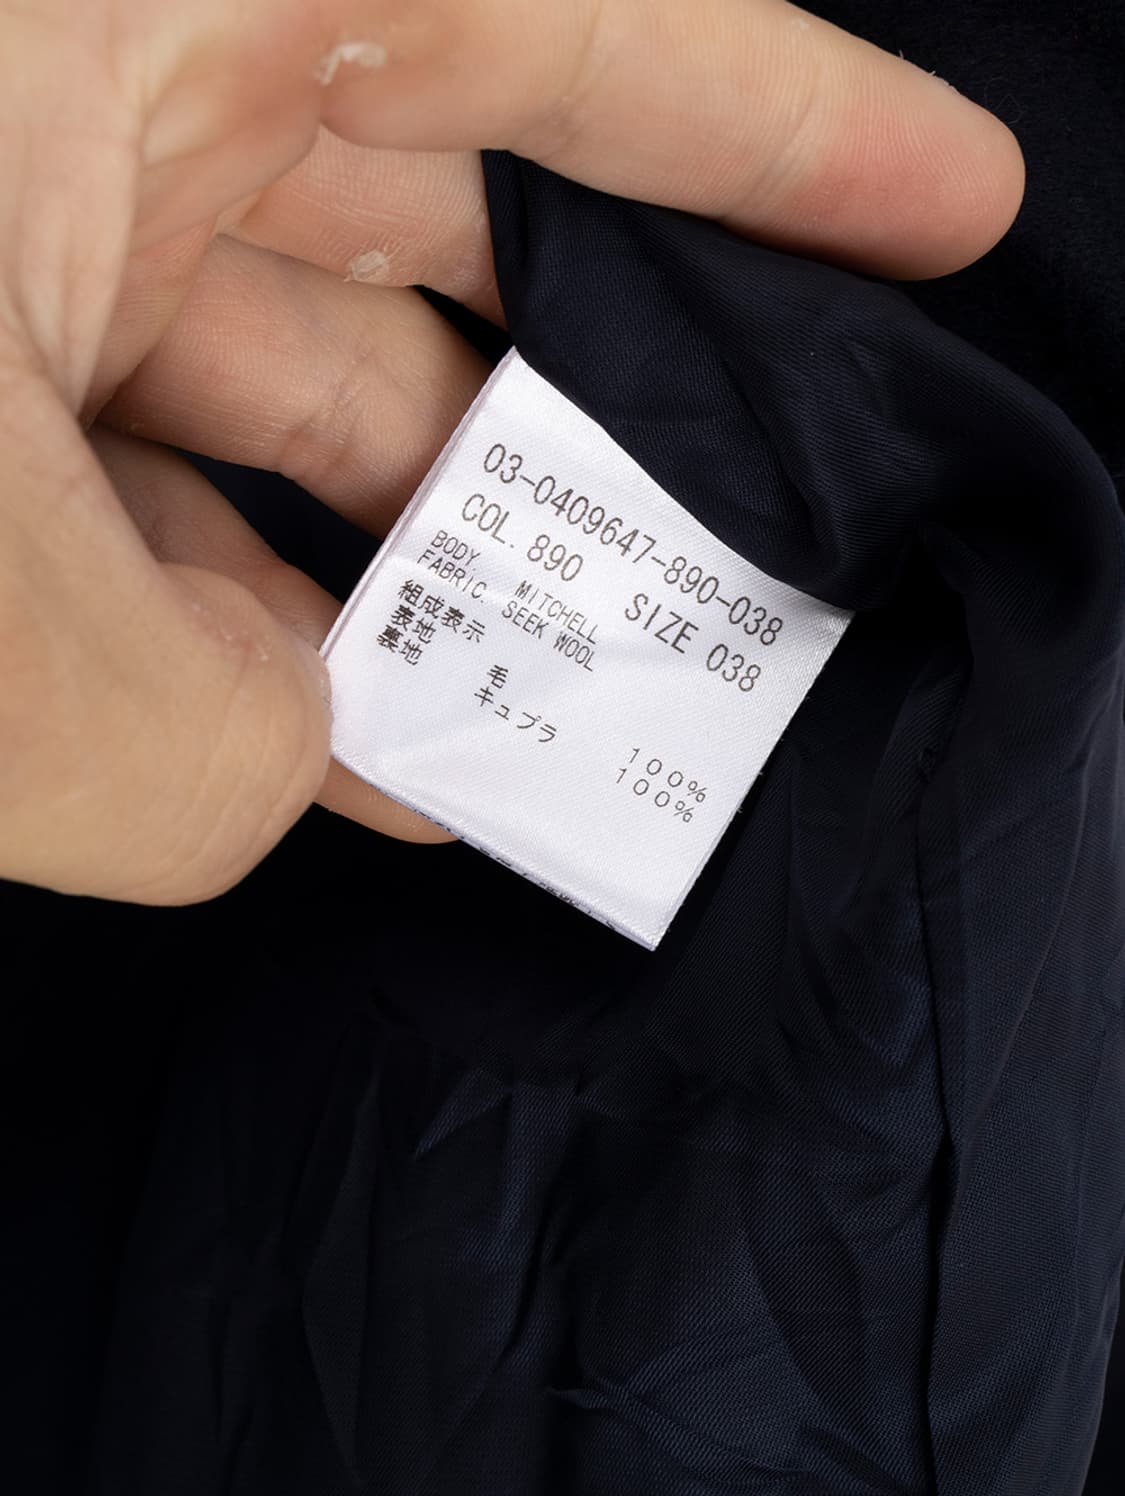 03-0409647-890-038
COL. 890 SIZE 038
BODY MITCHELL
FABRIC. SEEK WOOL
組成表示
表地 毛 100%
裏地 キュプラ 100%